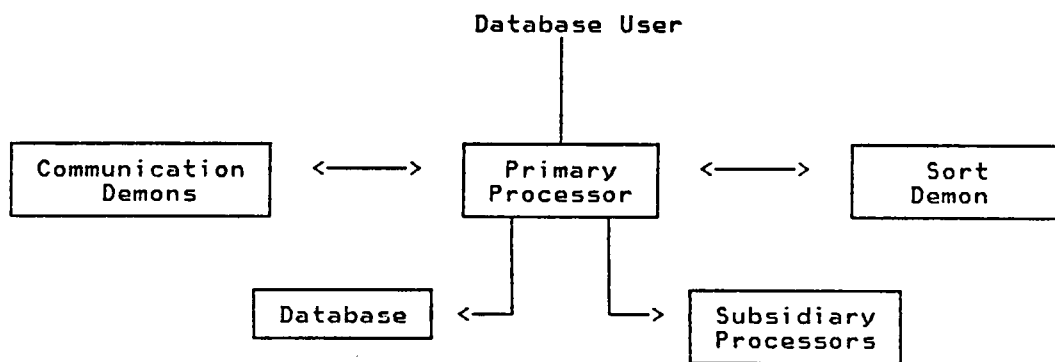 Database User
Communication
Demons
Primary
Processor
Sort
Demon
Database
Subsidiary
Processors